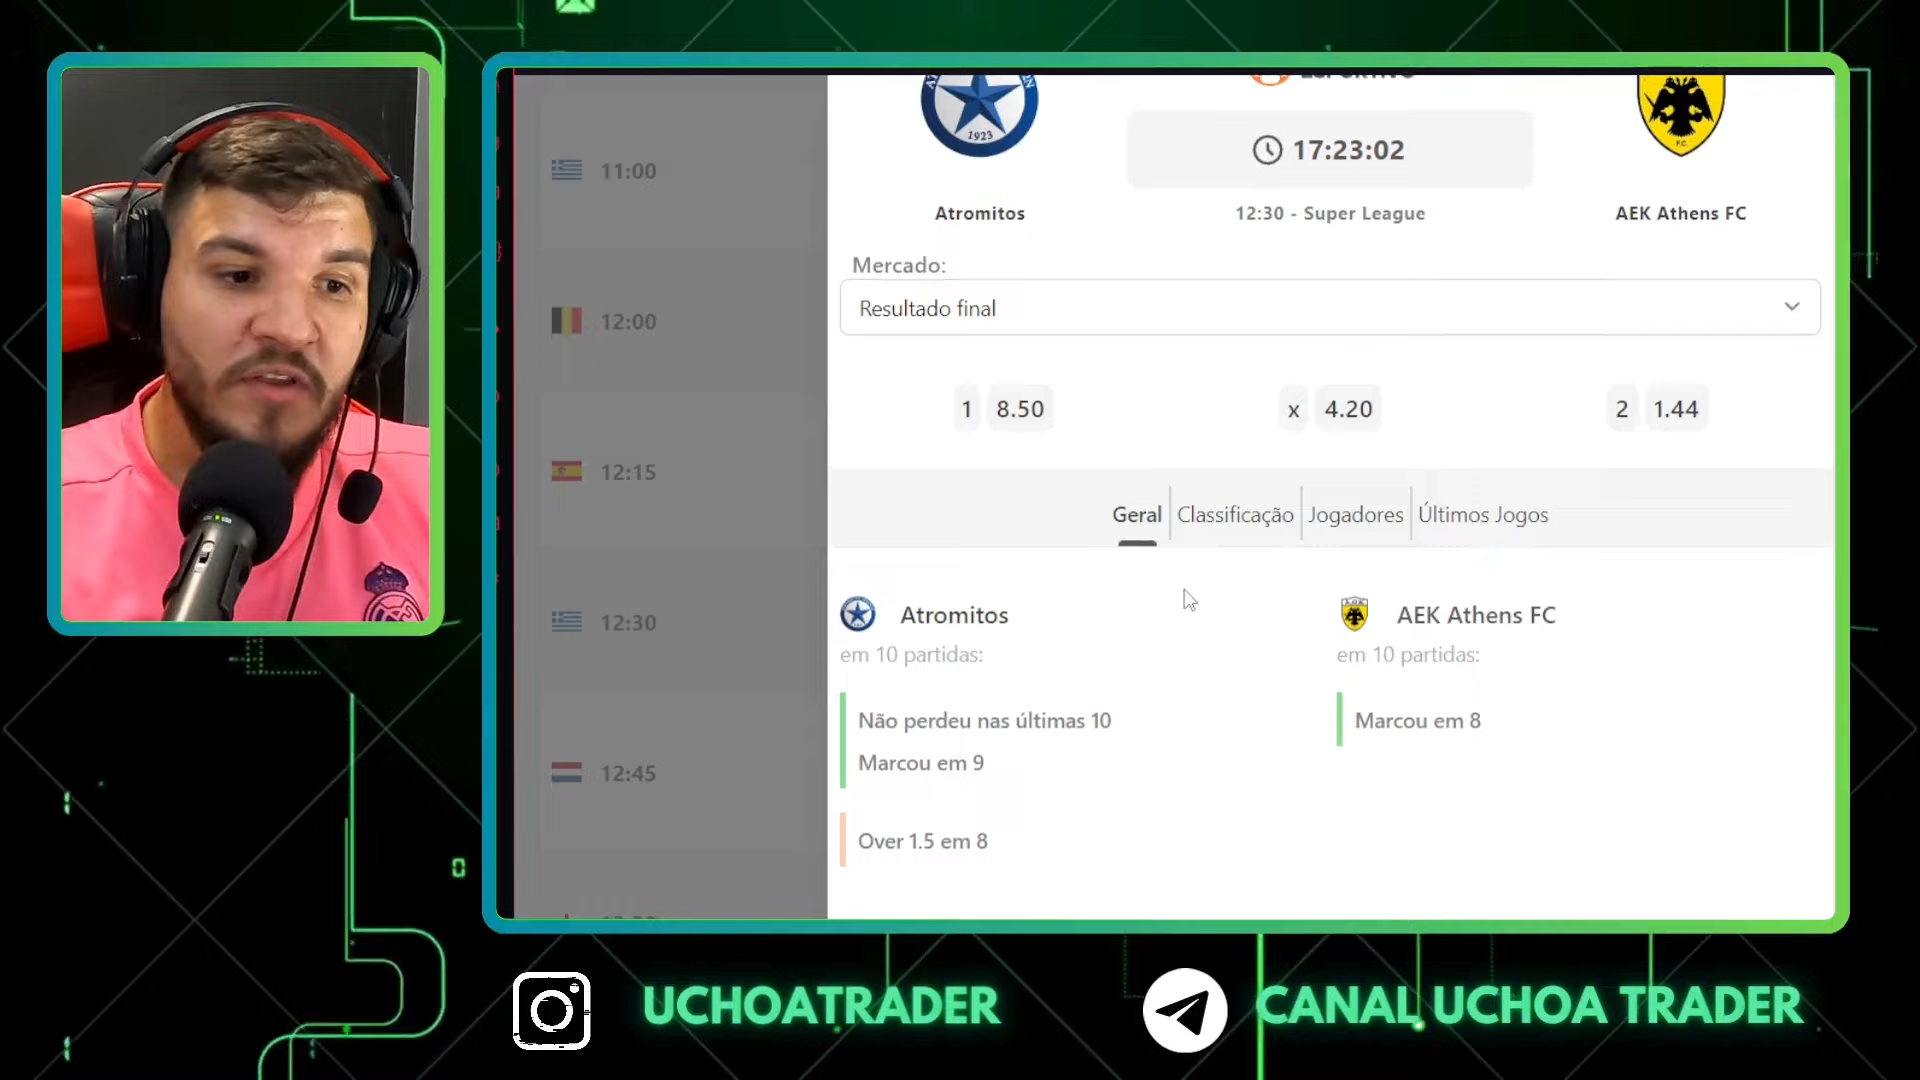 1923
F.C.
17:23:02
Atromitos
12:30 - Super League
AEK Athens FC
Mercado:
Resultado final
1 8.50
x 4.20
2 1.44
Geral
Classificação
Jogadores
Últimos Jogos
Atromitos
em 10 partidas:
Não perdeu nas últimas 10
Marcou em 9
Over 1.5 em 8
AEK Athens FC
em 10 partidas:
Marcou em 8
11:00
12:00
12:15
12:30
12:45
UCHOATRADER
CANAL UCHOA TRADER